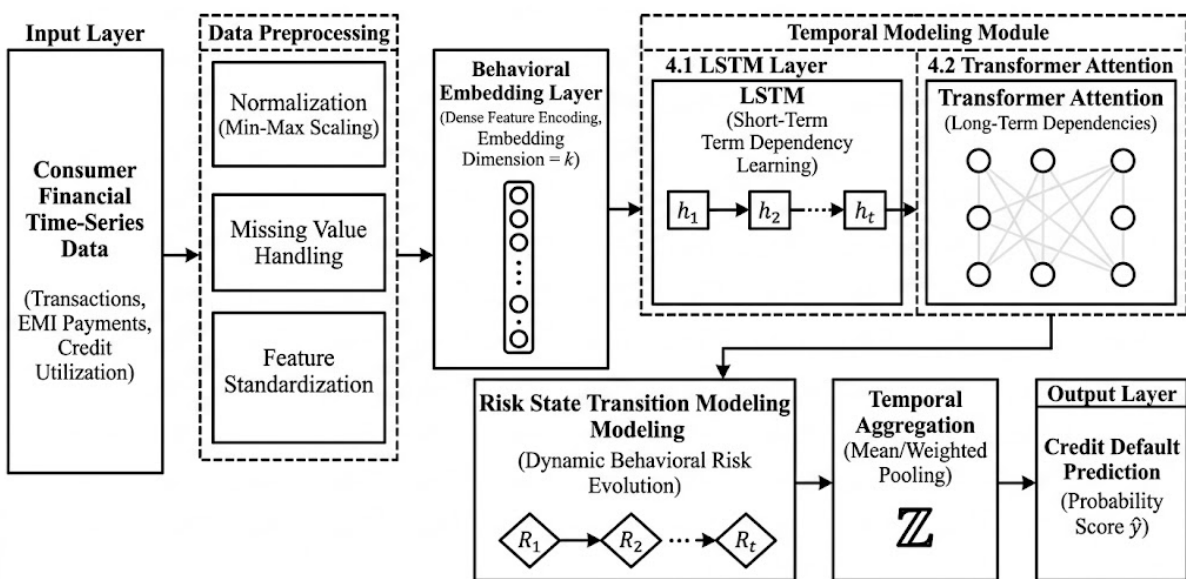 Input Layer
Consumer
Financial
Time-Series
Data
(Transactions,
EMI Payments,
Credit
Utilization)
Data Preprocessing
Normalization
(Min-Max Scaling)
Missing Value
Handling
Feature
Standardization
Behavioral
Embedding Layer
(Dense Feature Encoding,
Embedding
Dimension = k)
Temporal Modeling Module
4.1 LSTM Layer
LSTM
(Short-Term
Term Dependency
Learning)
h₁ h₂ hₜ
4.2 Transformer Attention
Transformer Attention
(Long-Term Dependencies)
Risk State Transition Modeling
Modeling
(Dynamic Behavioral Risk
Evolution)
R₁ R₂ Rₜ
Temporal
Aggregation
(Mean/Weighted
Pooling)
ℤ
Output Layer
Credit Default
Prediction
(Probability
Score ŷ)